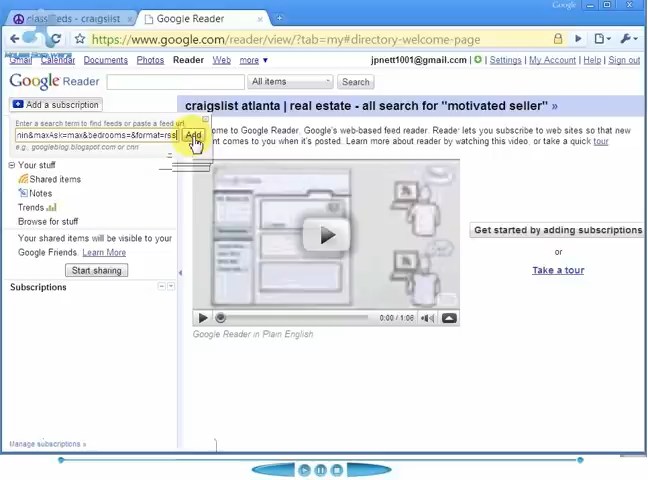 classifieds - craigslist
Google Reader
Google
https://www.google.com/reader/view/?tab=my#directory-welcome-page
Gmail Calendar Documents Photos Reader Web more
jpnett1001@gmail.com Settings | My Account | Help | Sign
Google Reader
All items
Search
Add a subscription
craigslist atlanta | real estate - all search for "motivated seller" »
Enter a search term to find feeds or paste a feed url.
nin&maxAsk=max&bedrooms=&format=rss
Add
e.g., googleblog.blogspot.com or cnn
come to Google Reader, Google's web-based feed reader. Reader lets you subscribe to web sites so that new
nt comes to you when it's posted. Learn more about reader by watching this video, or take a quick tour
Your stuff
Shared items
Notes
Trends
Browse for stuff
Your shared items will be visible to your
Google Friends. Learn More
Start sharing
Subscriptions
Get started by adding subscriptions
or
Take a tour
0:00 / 1:06
Google Reader in Plain English
Manage subscriptions »